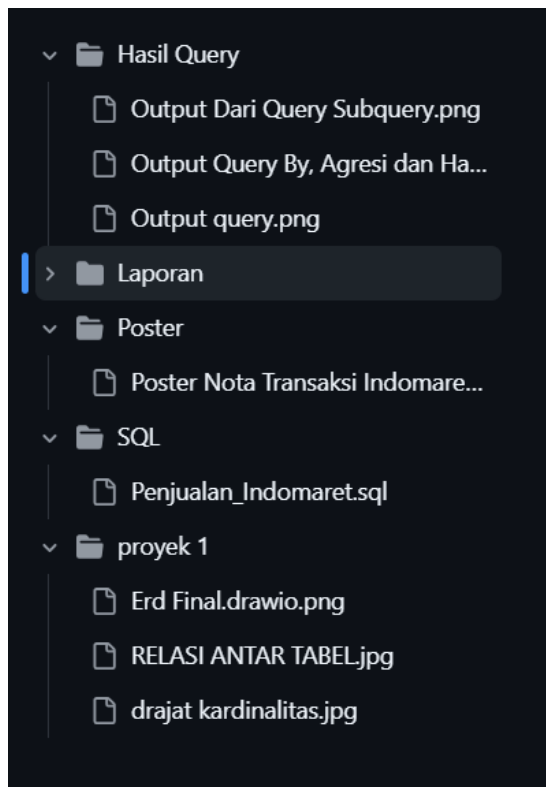 Hasil Query
Output Dari Query Subquery.png
Output Query By, Agresi dan Ha...
Output query.png
Laporan
Poster
Poster Nota Transaksi Indomare...
SQL
Penjualan_Indomaret.sql
proyek 1
Erd Final.drawio.png
RELASI ANTAR TABEL.jpg
drajat kardinalitas.jpg